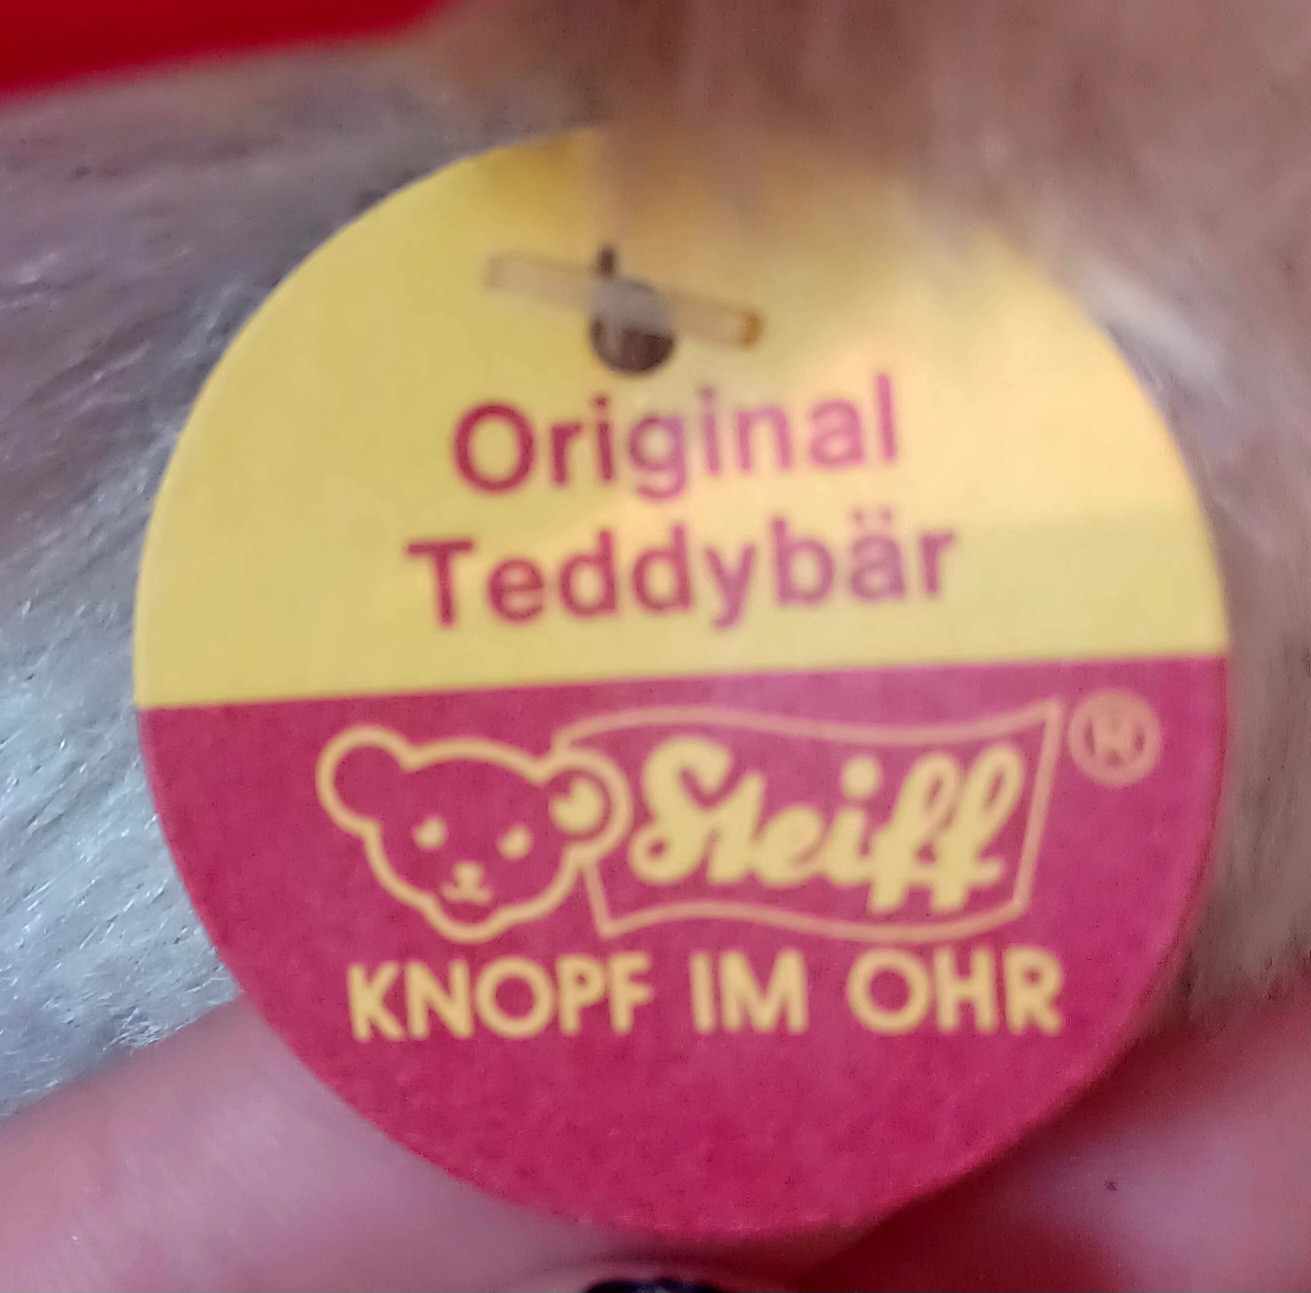 Original
Teddybär
Steiff ®
KNOPF IM OHR